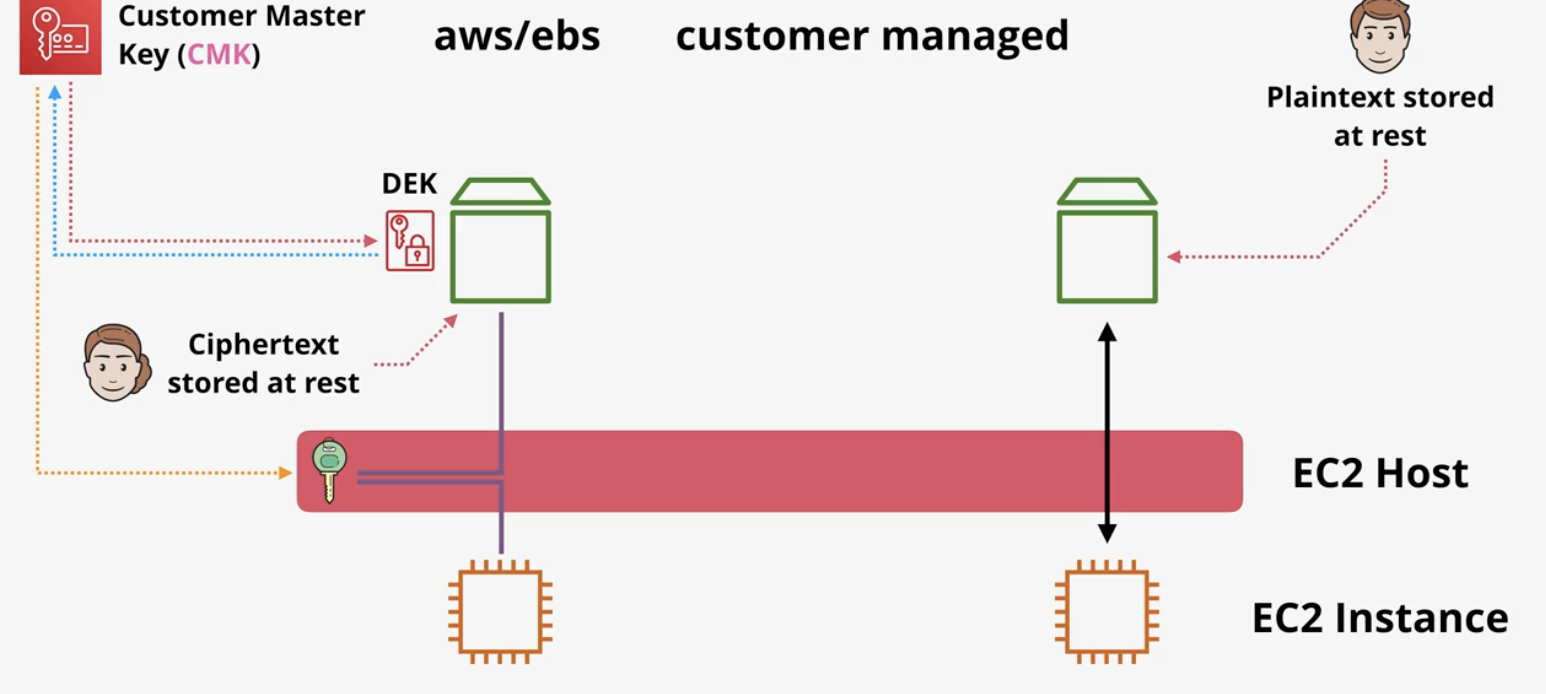 Customer Master
Key (CMK)
aws/ebs
customer managed
Plaintext stored
at rest
DEK
Ciphertext
stored at rest
EC2 Host
EC2 Instance